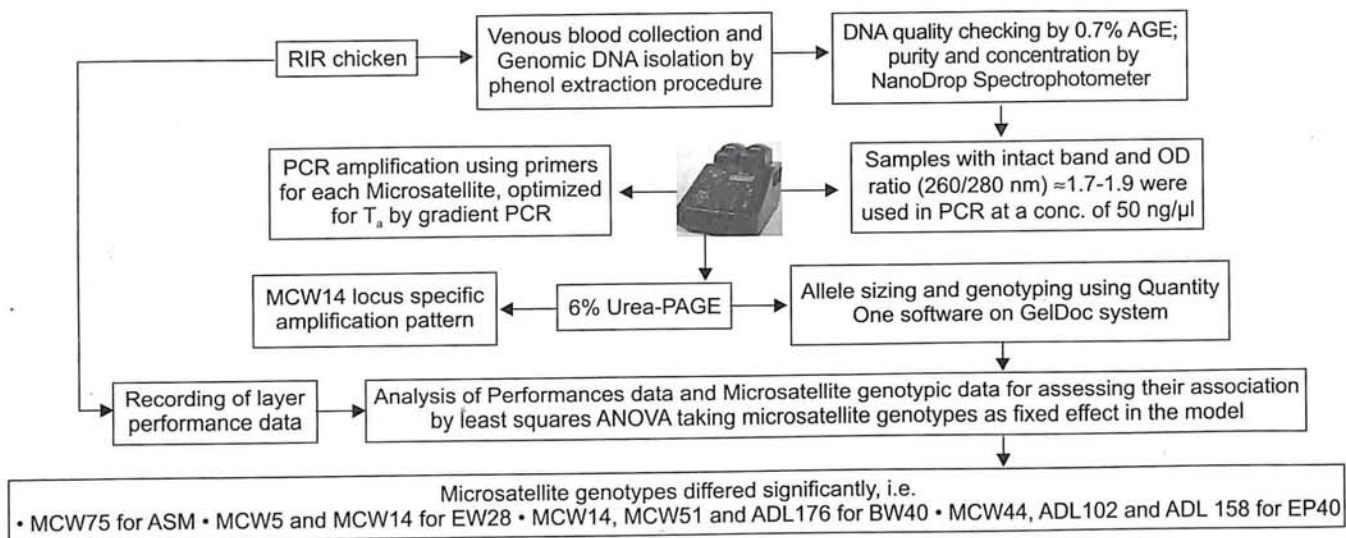 RIR chicken
Venous blood collection and
Genomic DNA isolation by
phenol extraction procedure
DNA quality checking by 0.7% AGE;
purity and concentration by
NanoDrop Spectrophotometer
PCR amplification using primers
for each Microsatellite, optimized
for Ta by gradient PCR
Samples with intact band and OD
ratio (260/280 nm) ≈1.7-1.9 were
used in PCR at a conc. of 50 ng/µl
MCW14 locus specific
amplification pattern
6% Urea-PAGE
Allele sizing and genotyping using Quantity
One software on GelDoc system
Recording of layer
performance data
Analysis of Performances data and Microsatellite genotypic data for assessing their association
by least squares ANOVA taking microsatellite genotypes as fixed effect in the model
Microsatellite genotypes differed significantly, i.e.
• MCW75 for ASM • MCW5 and MCW14 for EW28 • MCW14, MCW51 and ADL176 for BW40 • MCW44, ADL102 and ADL 158 for EP40